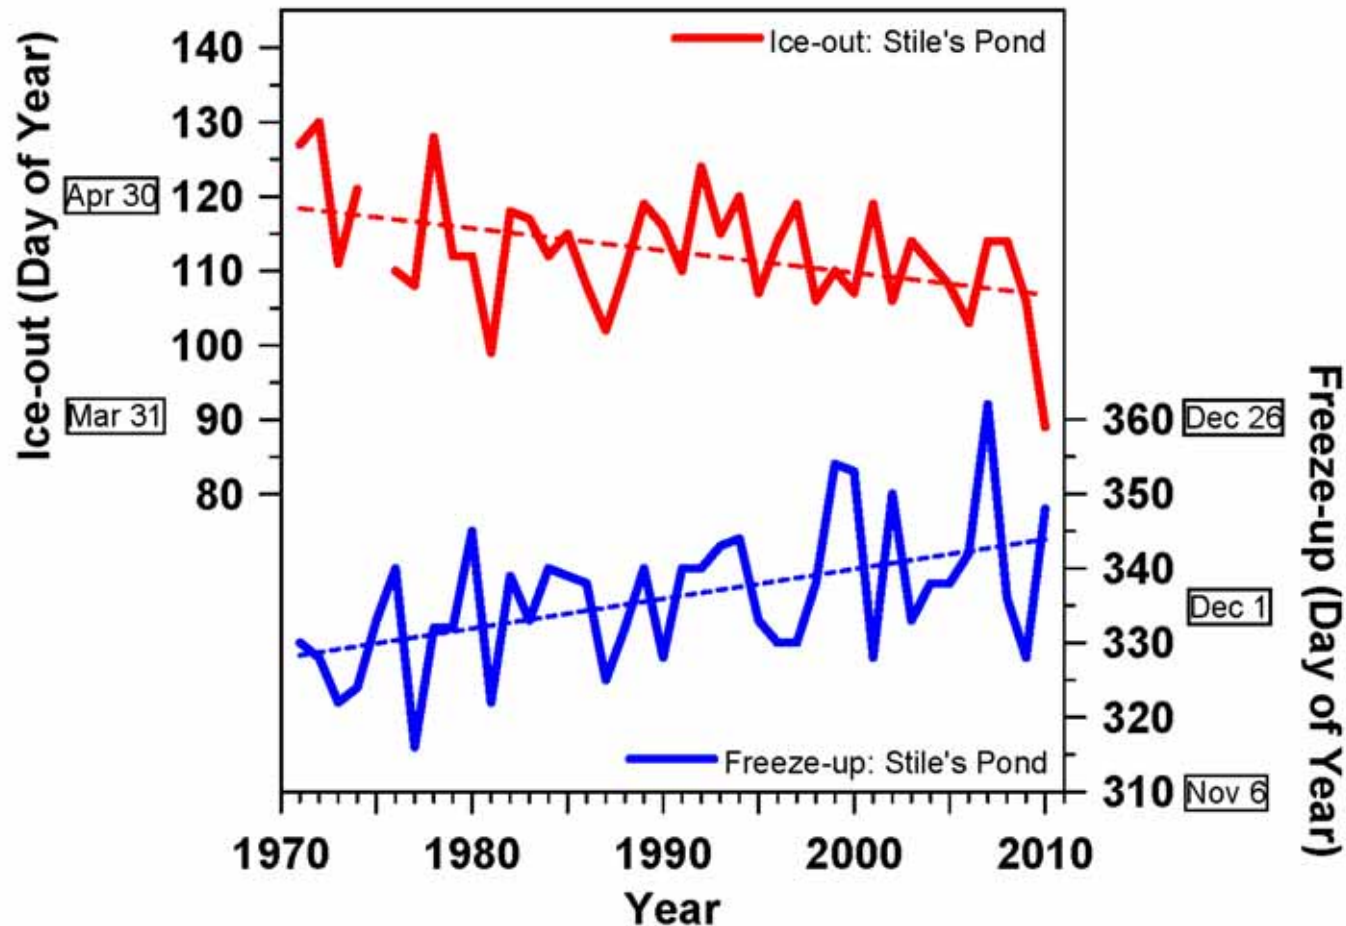 Ice-out: Stile's Pond
Ice-out (Day of Year)
140
130
Apr 30 120
110
100
Mar 31 90
80
360 Dec 26
350
340
Dec 1
330
320
310 Nov 6
Freeze-up (Day of Year)
Freeze-up: Stile's Pond
1970 1980 1990 2000 2010
Year